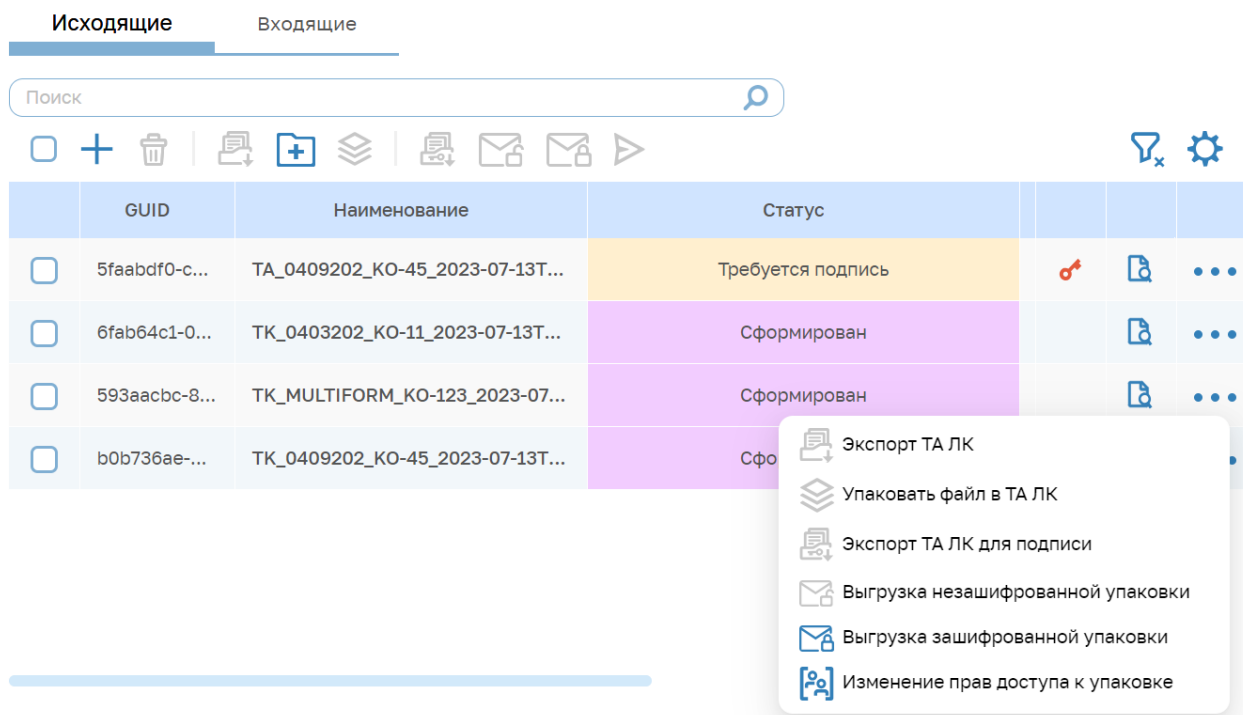 Исходящие Входящие
Поиск
GUID Наименование Статус
5faabdf0-c... TA_0409202_KO-45_2023-07-13T... Требуется подпись
6fab64c1-0... TK_0403202_KO-11_2023-07-13T... Сформирован
593aacbc-8... TK_MULTIFORM_KO-123_2023-07... Сформирован
b0b736ae-... TK_0409202_KO-45_2023-07-13T... Сфо
Экспорт ТА ЛК
Упаковать файл в ТА ЛК
Экспорт ТА ЛК для подписи
Выгрузка незашифрованной упаковки
Выгрузка зашифрованной упаковки
Изменение прав доступа к упаковке